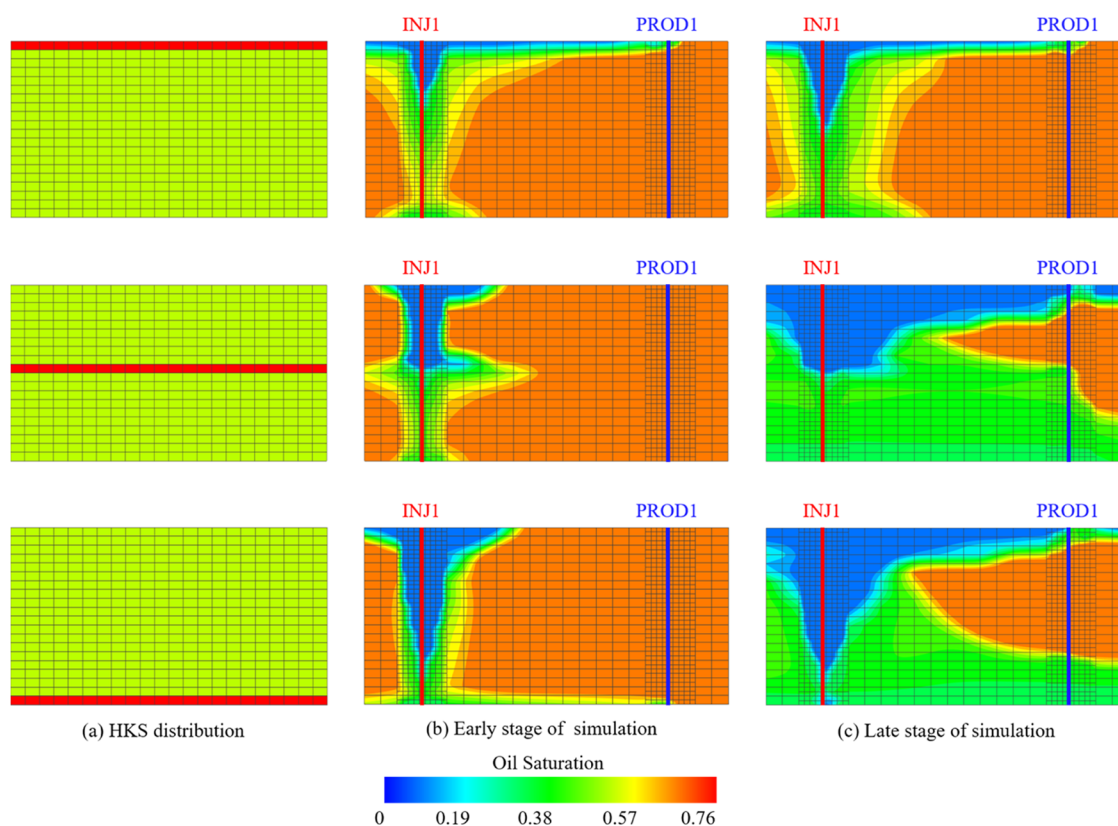 INJ1 PROD1 INJ1 PROD1
INJ1 PROD1 INJ1 PROD1
INJ1 PROD1 INJ1 PROD1
(a) HKS distribution (b) Early stage of simulation (c) Late stage of simulation
Oil Saturation
0 0.19 0.38 0.57 0.76